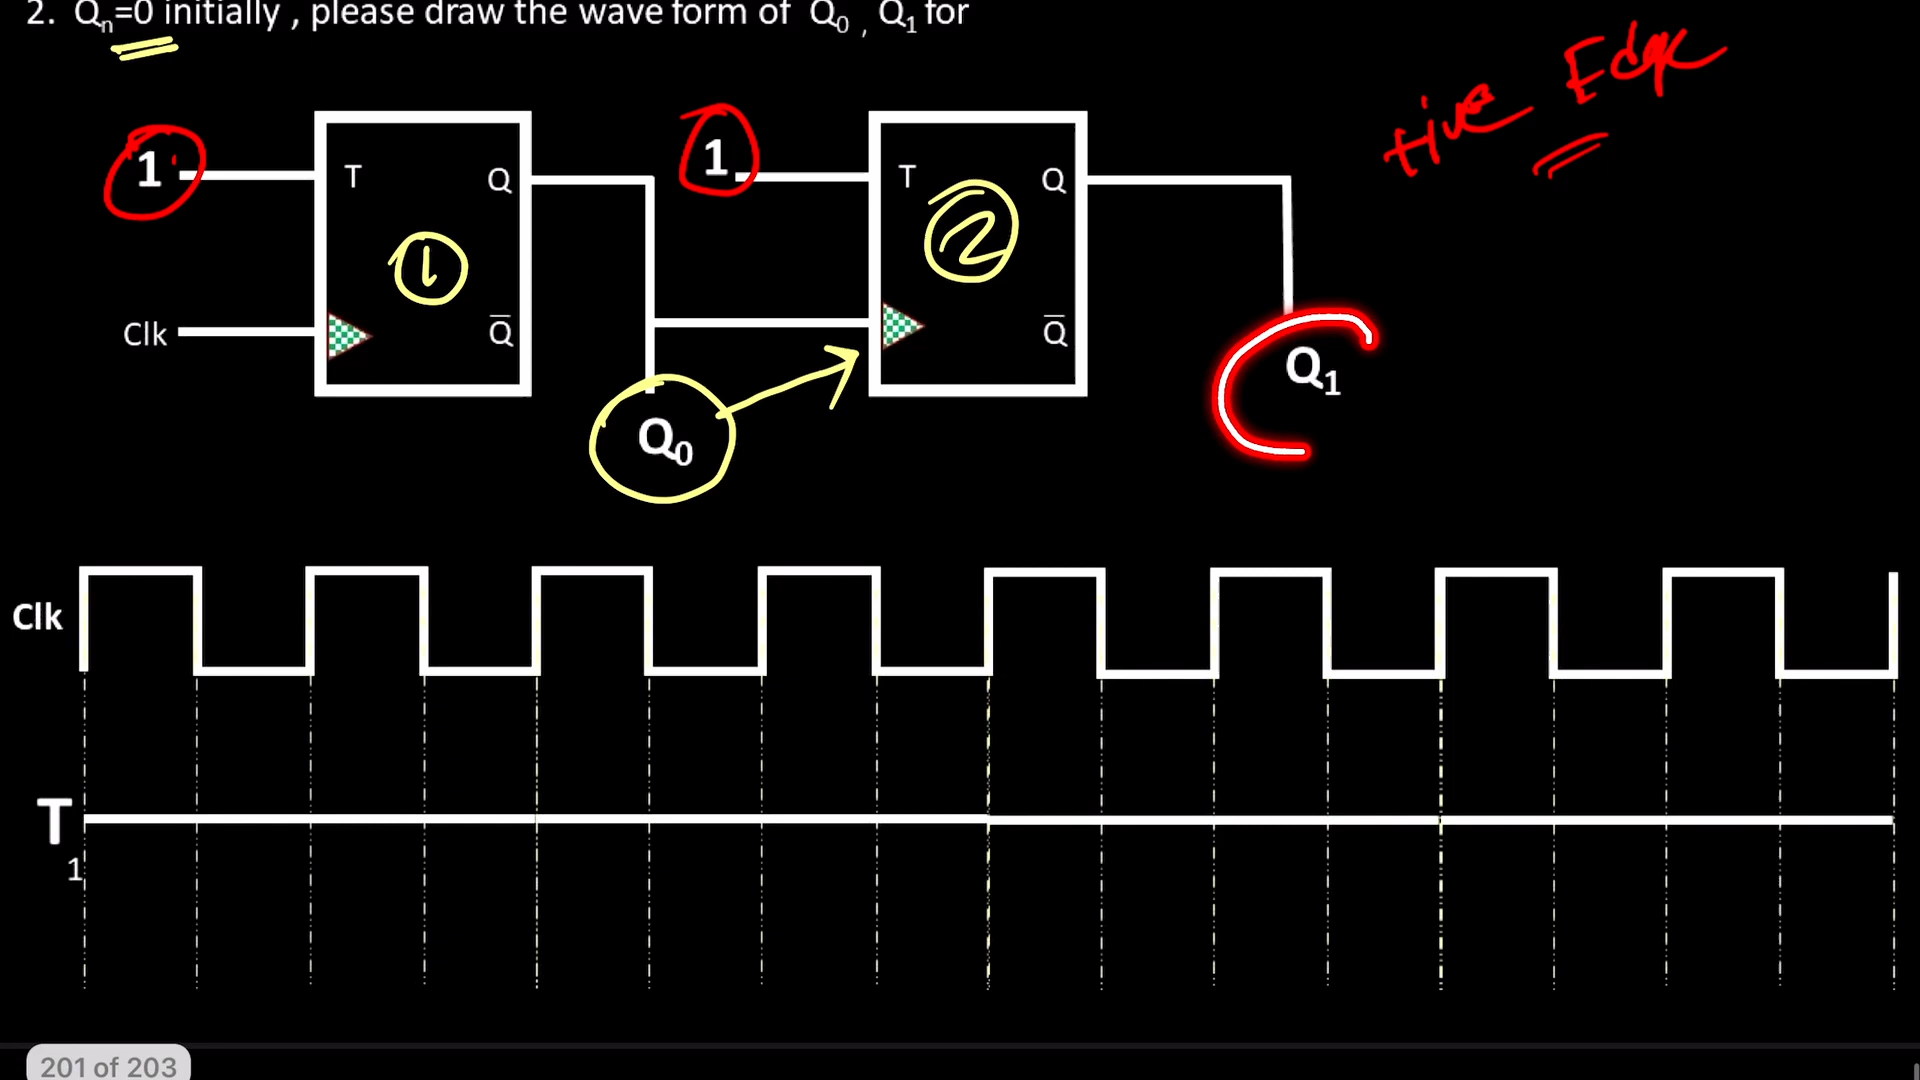 2. Qₙ=0 initially , please draw the wave form of Q₀ , Q₁ for
+ive Edge
1 T Q 1 T Q
1 2
Clk Q̅ Q̅
Q₁
Q₀
Clk
T
1
201 of 203